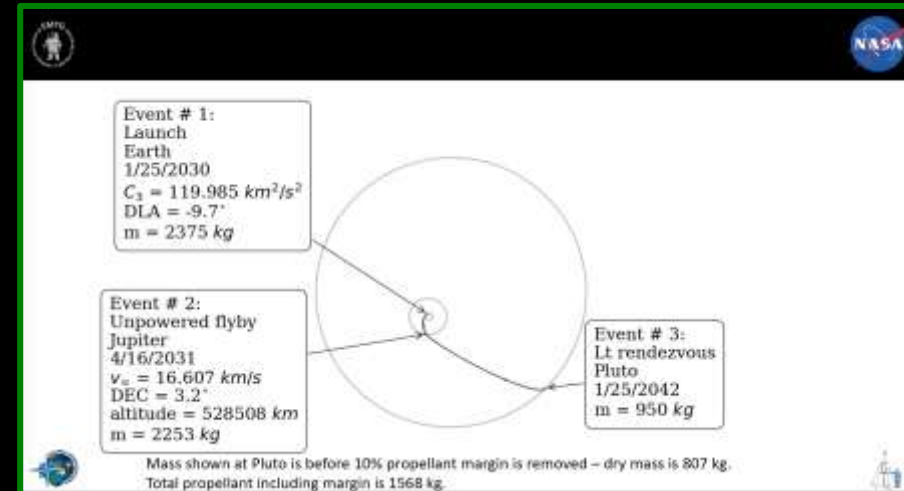 EMTG
NASA
Event # 1:
Launch
Earth
1/25/2030
C₃ = 119.985 km²/s²
DLA = -9.7°
m = 2375 kg
Event # 2:
Unpowered flyby
Jupiter
4/16/2031
v∞ = 16.607 km/s
DEC = 3.2°
altitude = 528508 km
m = 2253 kg
Event # 3:
Lt rendezvous
Pluto
1/25/2042
m = 950 kg
Mass shown at Pluto is before 10% propellant margin is removed – dry mass is 807 kg.
Total propellant including margin is 1568 kg.